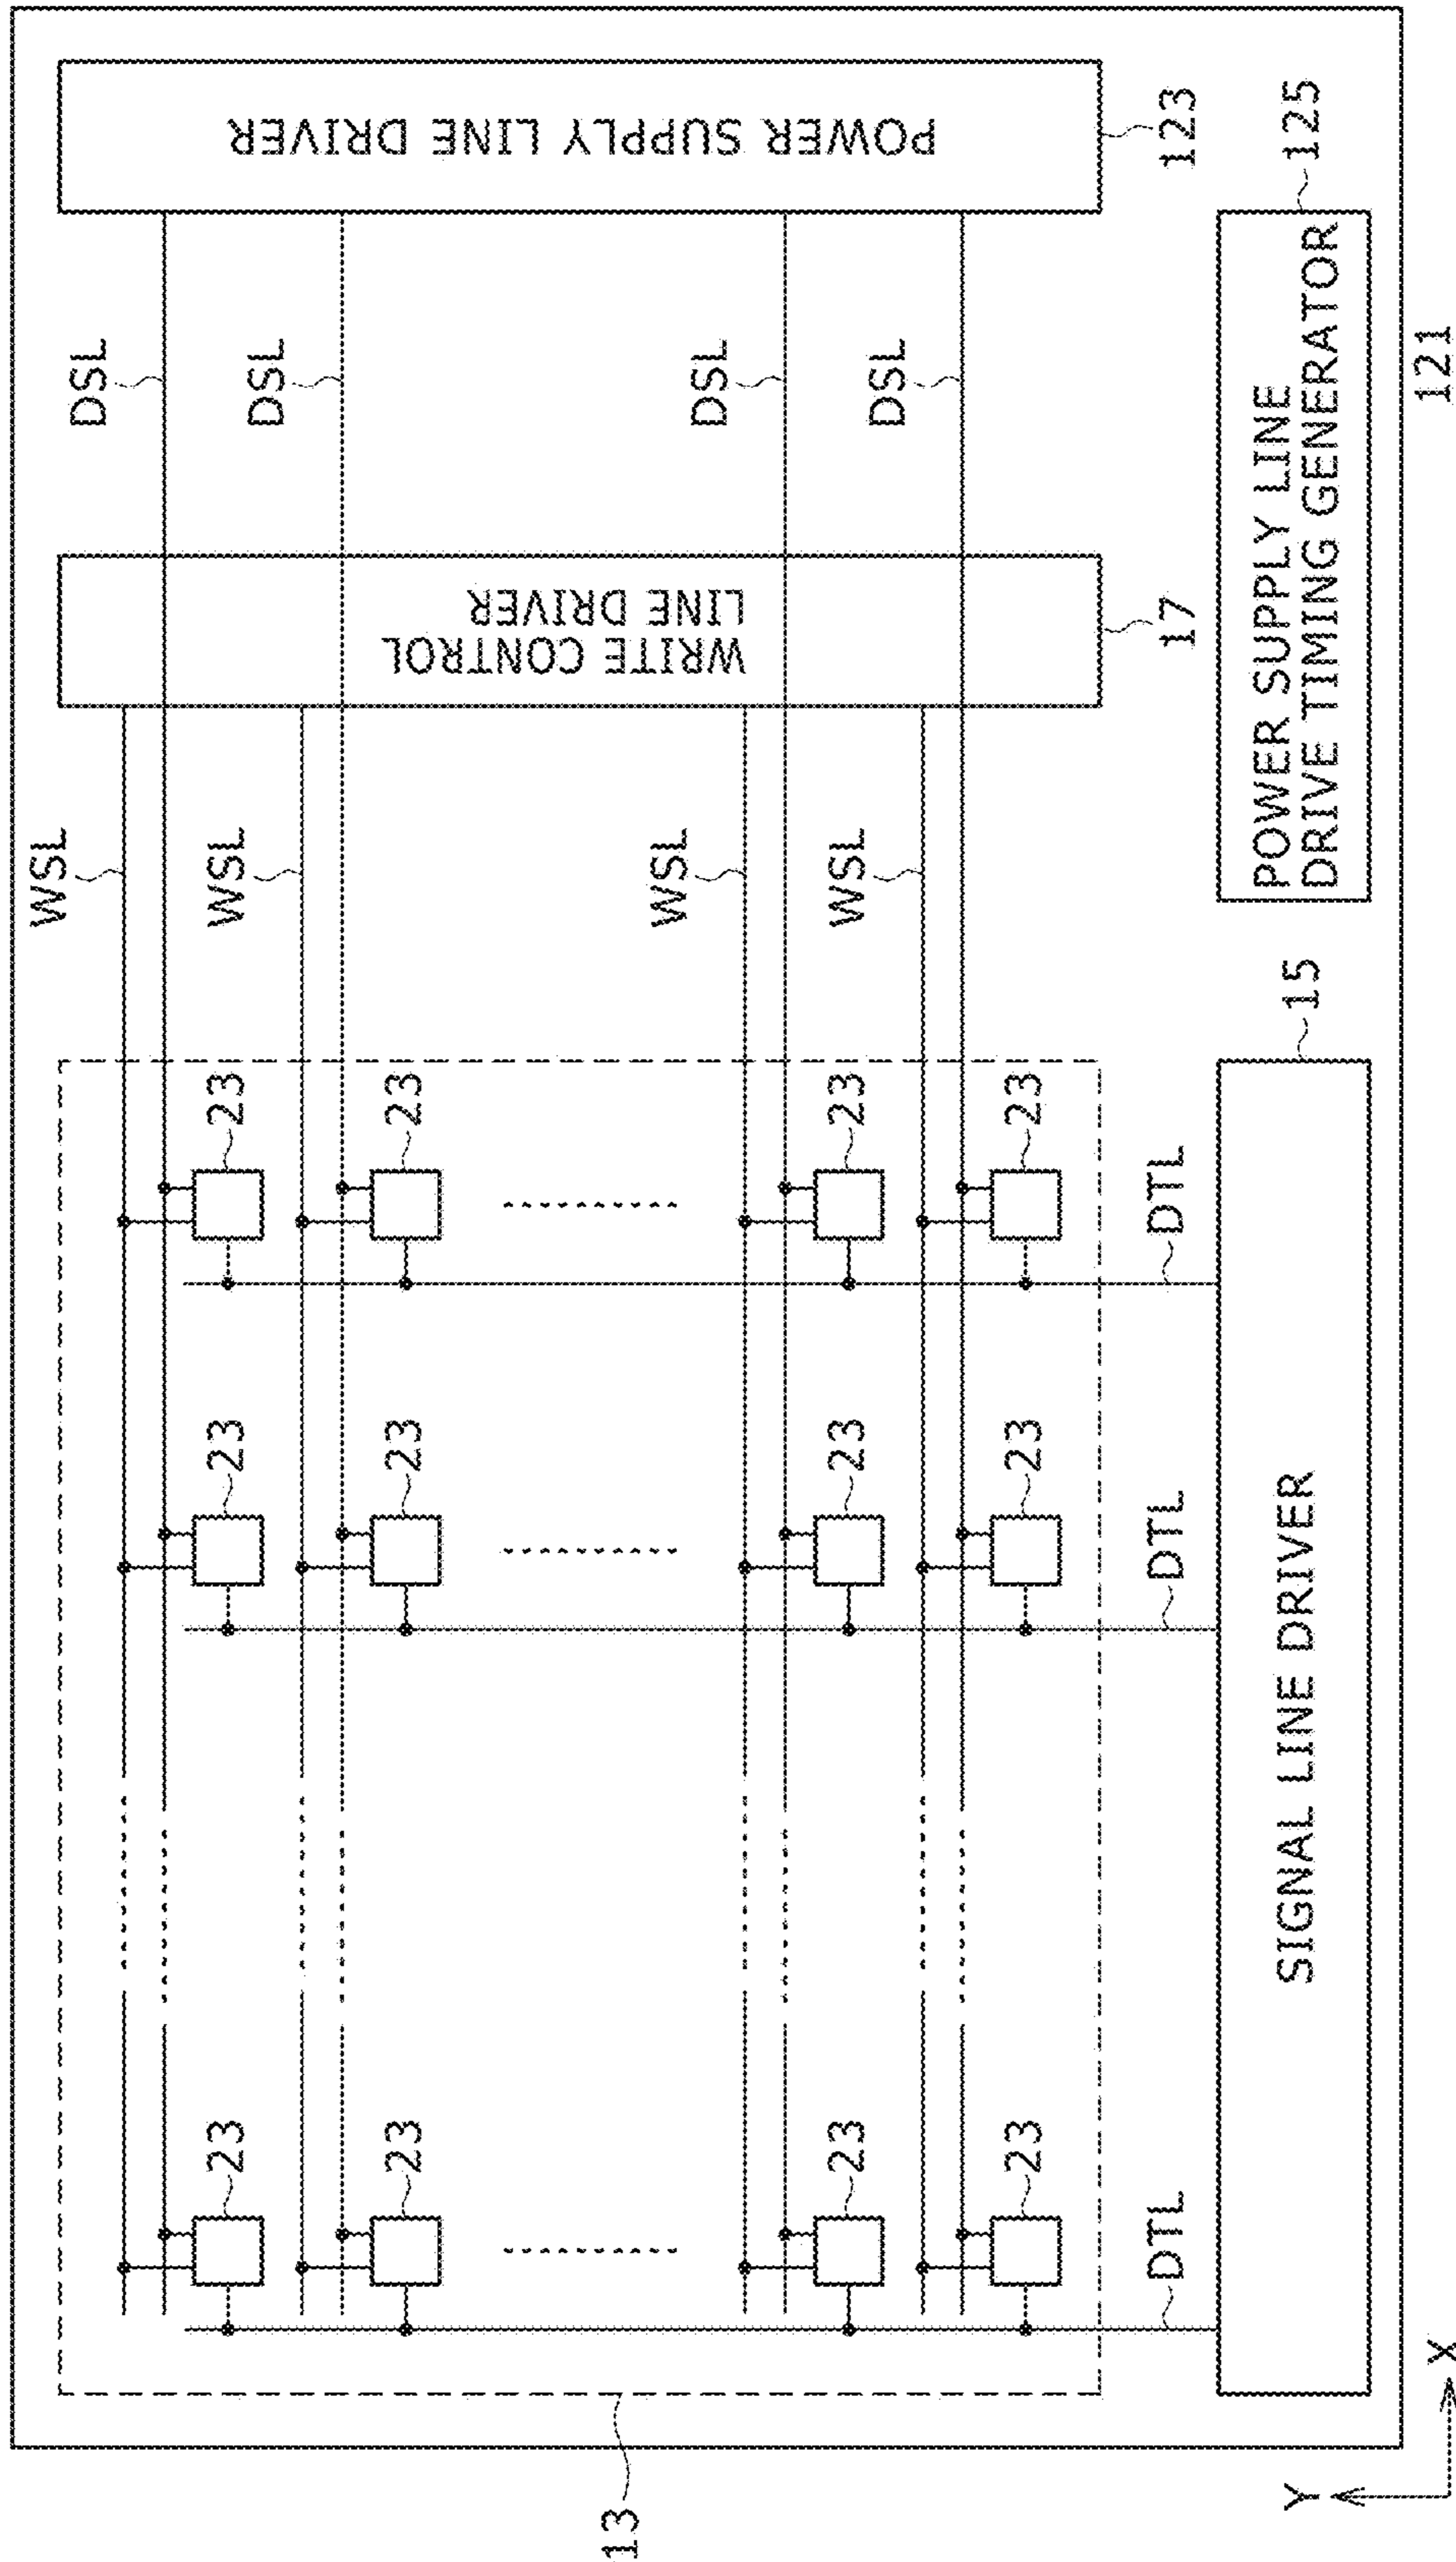 WSL
DSL
23
23
23
WSL
DSL
23
23
23
13
WRITE CONTROL
LINE DRIVER
POWER SUPPLY LINE DRIVER
WSL
DSL
23
23
23
WSL
DSL
23
23
23
DTL
DTL
DTL
17
123
SIGNAL LINE DRIVER
15
POWER SUPPLY LINE
DRIVE TIMING GENERATOR
125
121
Y
X